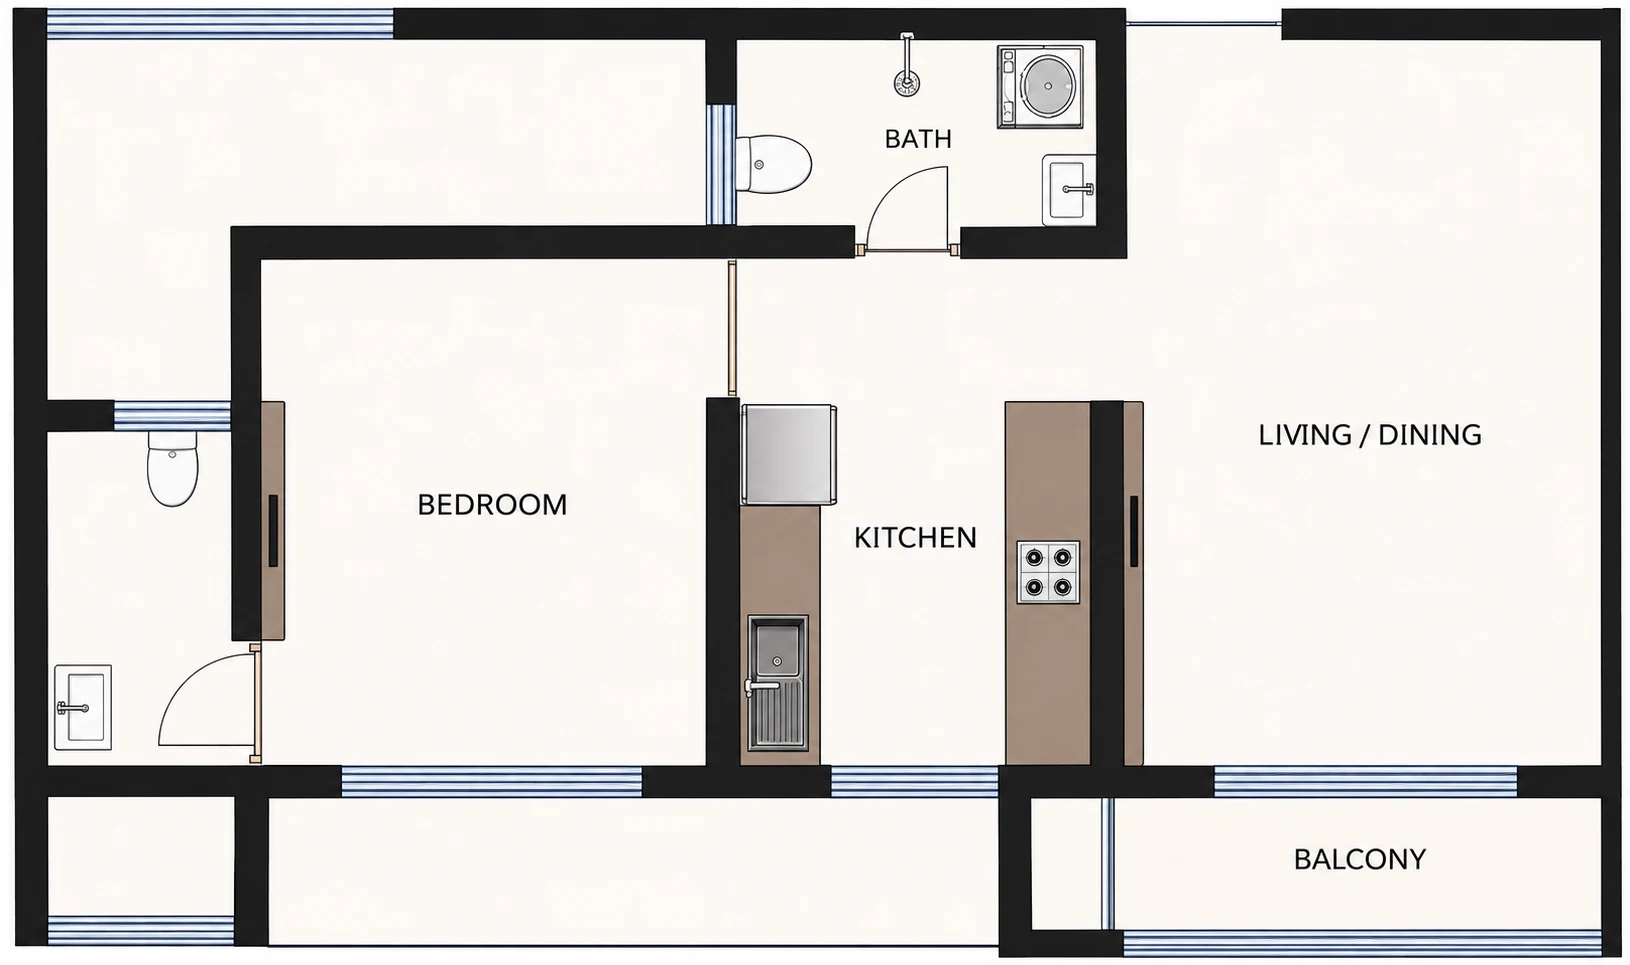 BATH
LIVING / DINING
BEDROOM
KITCHEN
BALCONY